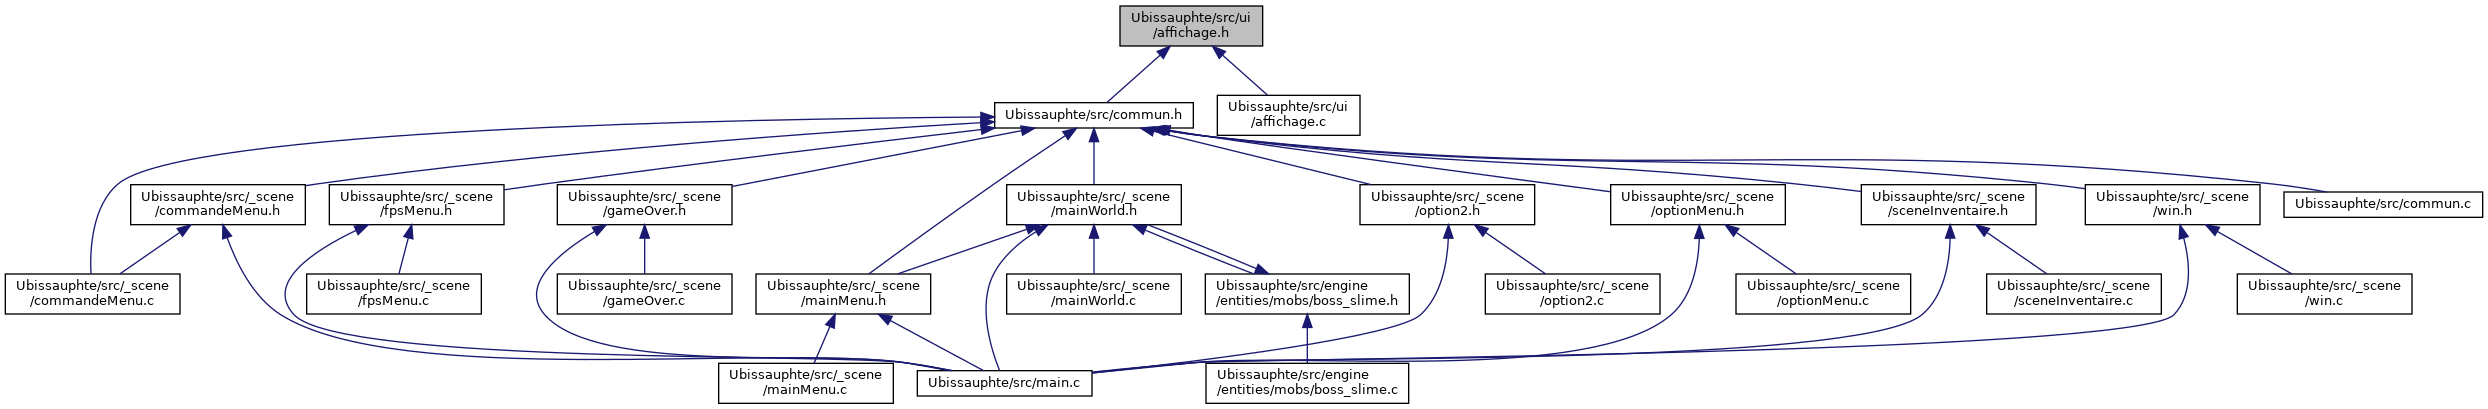 Ubissauphte/src/ui
/affichage.h
Ubissauphte/src/commun.h
Ubissauphte/src/ui
/affichage.c
Ubissauphte/src/_scene
/commandeMenu.h
Ubissauphte/src/_scene
/fpsMenu.h
Ubissauphte/src/_scene
/gameOver.h
Ubissauphte/src/_scene
/mainWorld.h
Ubissauphte/src/_scene
/option2.h
Ubissauphte/src/_scene
/optionMenu.h
Ubissauphte/src/_scene
/sceneInventaire.h
Ubissauphte/src/_scene
/win.h
Ubissauphte/src/commun.c
Ubissauphte/src/_scene
/commandeMenu.c
Ubissauphte/src/_scene
/fpsMenu.c
Ubissauphte/src/_scene
/gameOver.c
Ubissauphte/src/_scene
/mainMenu.h
Ubissauphte/src/_scene
/mainWorld.c
Ubissauphte/src/engine
/entities/mobs/boss_slime.h
Ubissauphte/src/_scene
/option2.c
Ubissauphte/src/_scene
/optionMenu.c
Ubissauphte/src/_scene
/sceneInventaire.c
Ubissauphte/src/_scene
/win.c
Ubissauphte/src/_scene
/mainMenu.c
Ubissauphte/src/main.c
Ubissauphte/src/engine
/entities/mobs/boss_slime.c